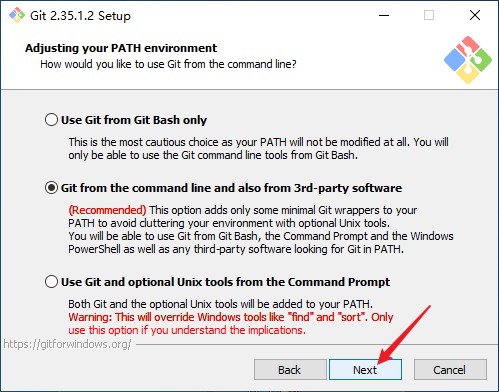 Git 2.35.1.2 Setup
Adjusting your PATH environment
How would you like to use Git from the command line?
Use Git from Git Bash only
This is the most cautious choice as your PATH will not be modified at all. You will
only be able to use the Git command line tools from Git Bash.
Git from the command line and also from 3rd-party software
(Recommended) This option adds only some minimal Git wrappers to your
PATH to avoid cluttering your environment with optional Unix tools.
You will be able to use Git from Git Bash, the Command Prompt and the Windows
PowerShell as well as any third-party software looking for Git in PATH.
Use Git and optional Unix tools from the Command Prompt
Both Git and the optional Unix tools will be added to your PATH.
Warning: This will override Windows tools like "find" and "sort". Only
use this option if you understand the implications.
https://gitforwindows.org/
Back
Next
Cancel